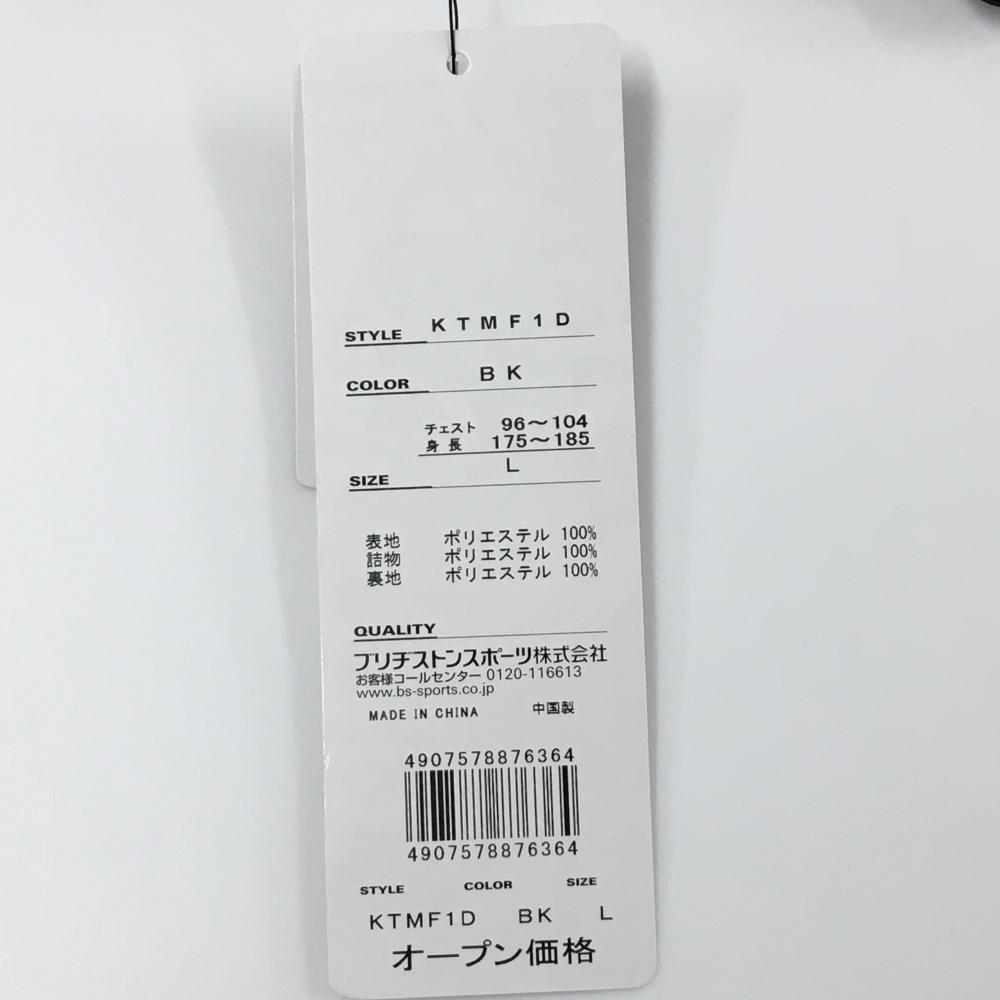 STYLE KTMF1D
COLOR BK
チェスト 96〜104
身長 175〜185
SIZE L
表地 ポリエステル 100%
詰物 ポリエステル 100%
裏地 ポリエステル 100%
QUALITY
ブリヂストンスポーツ株式会社
お客様コールセンター 0120-116613
www.bs-sports.co.jp
MADE IN CHINA 中国製
4907578876364
4907578876364
STYLE COLOR SIZE
KTMF1D BK L
オープン価格